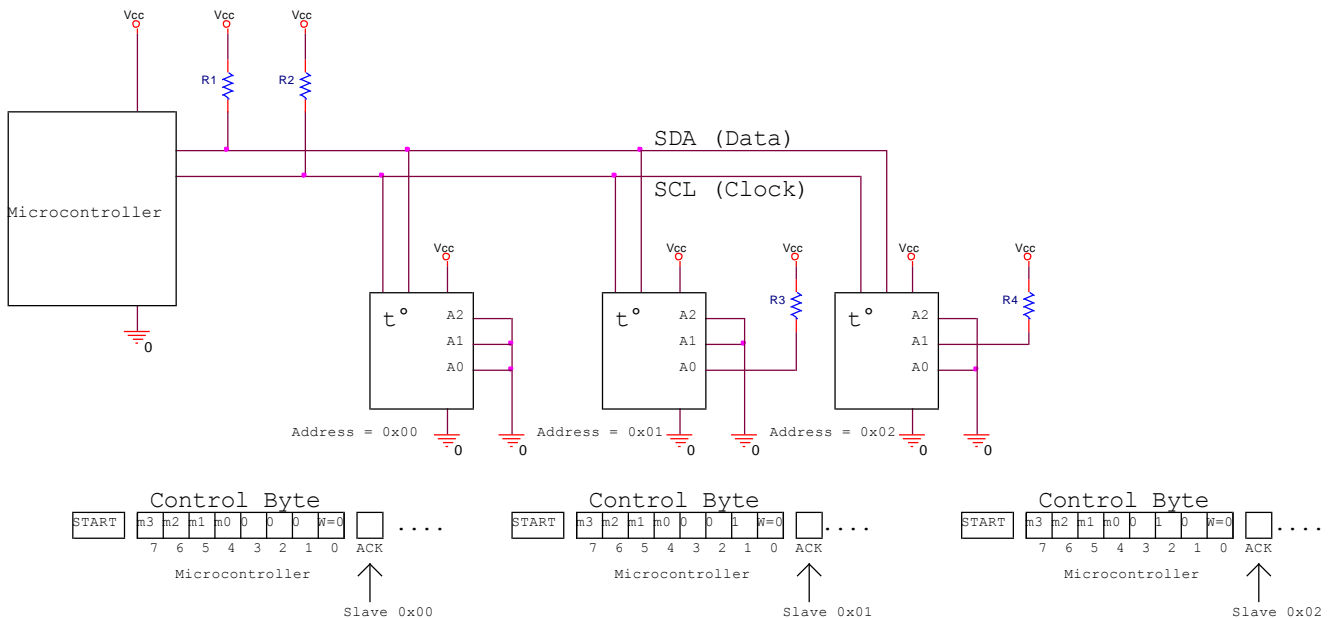 Vcc Vcc Vcc
R1 R2
SDA (Data)
SCL (Clock)
Microcontroller
Vcc Vcc Vcc Vcc Vcc
R3 R4
t° A2 t° A2 t° A2
0 A1 A1 A1
A0 A0 A0
Address = 0x00 Address = 0x01 Address = 0x02
0 0 0 0 0 0
Control Byte Control Byte Control Byte
START m3 m2 m1 m0 0 0 0 W=0 .... START m3 m2 m1 m0 0 0 1 W=0 .... START m3 m2 m1 m0 0 1 0 W=0 ....
7 6 5 4 3 2 1 0 ACK 7 6 5 4 3 2 1 0 ACK 7 6 5 4 3 2 1 0 ACK
Microcontroller Microcontroller Microcontroller
Slave 0x00 Slave 0x01 Slave 0x02